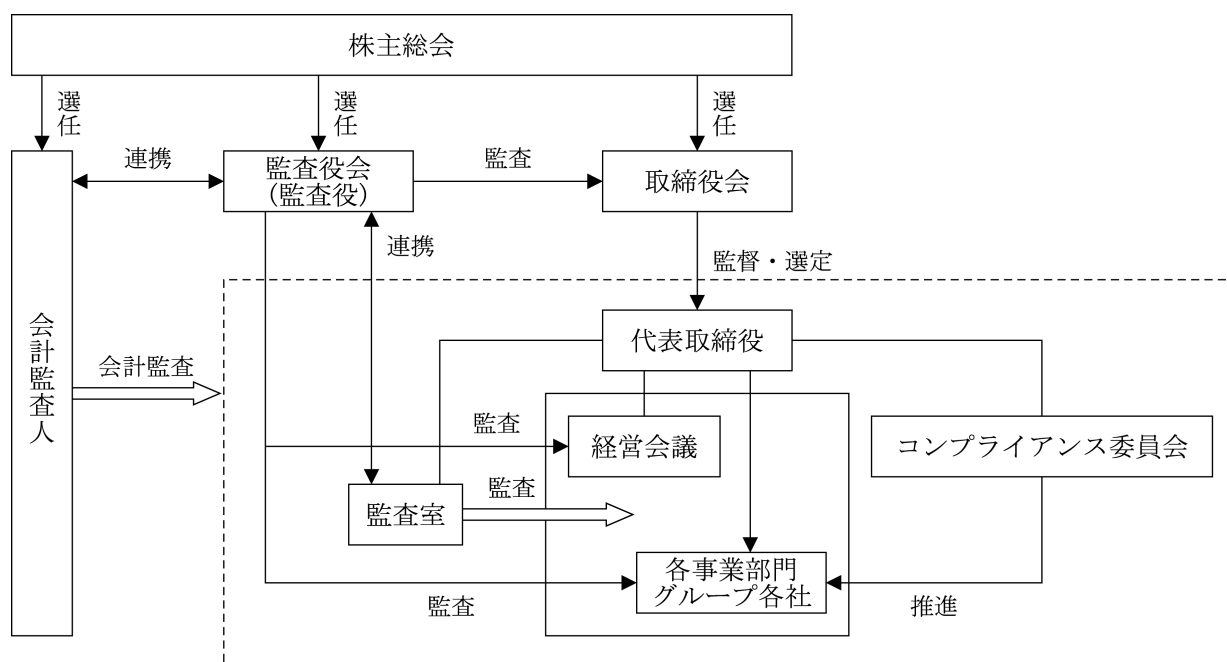 株主総会
選任
選任
選任
連携
監査役会
(監査役)
監査
取締役会
連携
監督・選定
会計監査人
会計監査
代表取締役
監査
経営会議
コンプライアンス委員会
監査
監査室
各事業部門
グループ各社
監査
推進